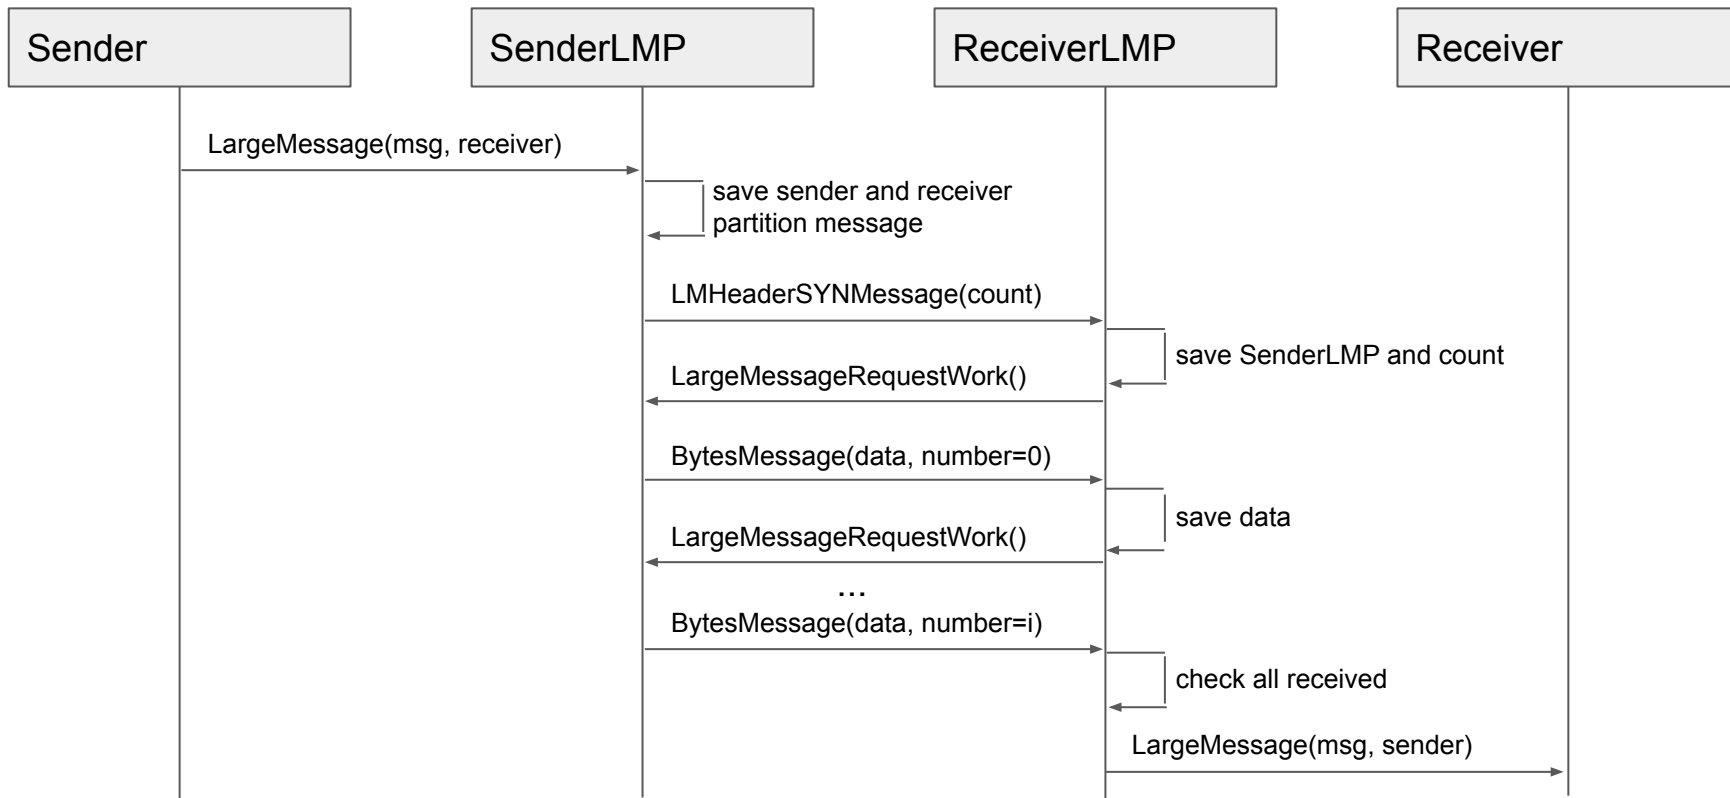 Sender
SenderLMP
ReceiverLMP
Receiver
LargeMessage(msg, receiver)
save sender and receiver
partition message
LMHeaderSYNMessage(count)
save SenderLMP and count
LargeMessageRequestWork()
BytesMessage(data, number=0)
save data
LargeMessageRequestWork()
...
BytesMessage(data, number=i)
check all received
LargeMessage(msg, sender)